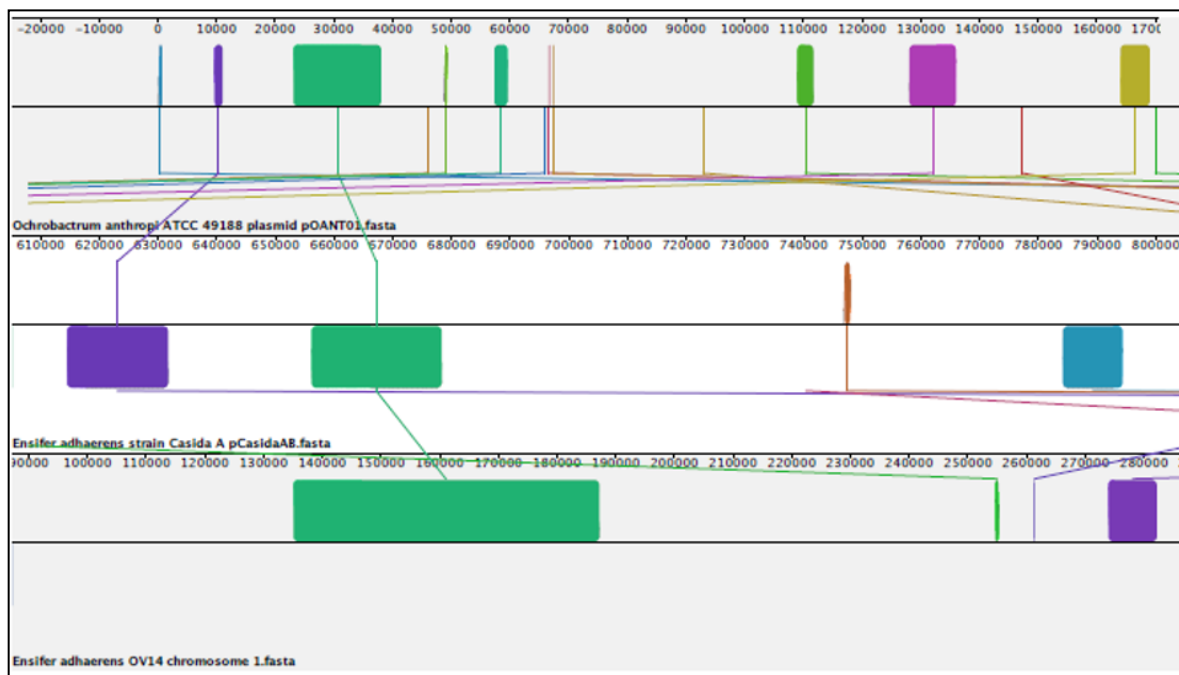 -20000 -10000 0 10000 20000 30000 40000 50000 60000 70000 80000 90000 100000 110000 120000 130000 140000 150000 160000
Ochrobactrum anthropi ATCC 49188 plasmid pOANT01.fasta
610000 620000 630000 640000 650000 660000 670000 680000 690000 700000 710000 720000 730000 740000 750000 760000 770000 780000 790000 800000
Ensifer adhaerens strain Casida A pCasidaAB.fasta
90000 100000 110000 120000 130000 140000 150000 160000 170000 180000 190000 200000 210000 220000 230000 240000 250000 260000 270000 280000
Ensifer adhaerens OV14 chromosome 1.fasta